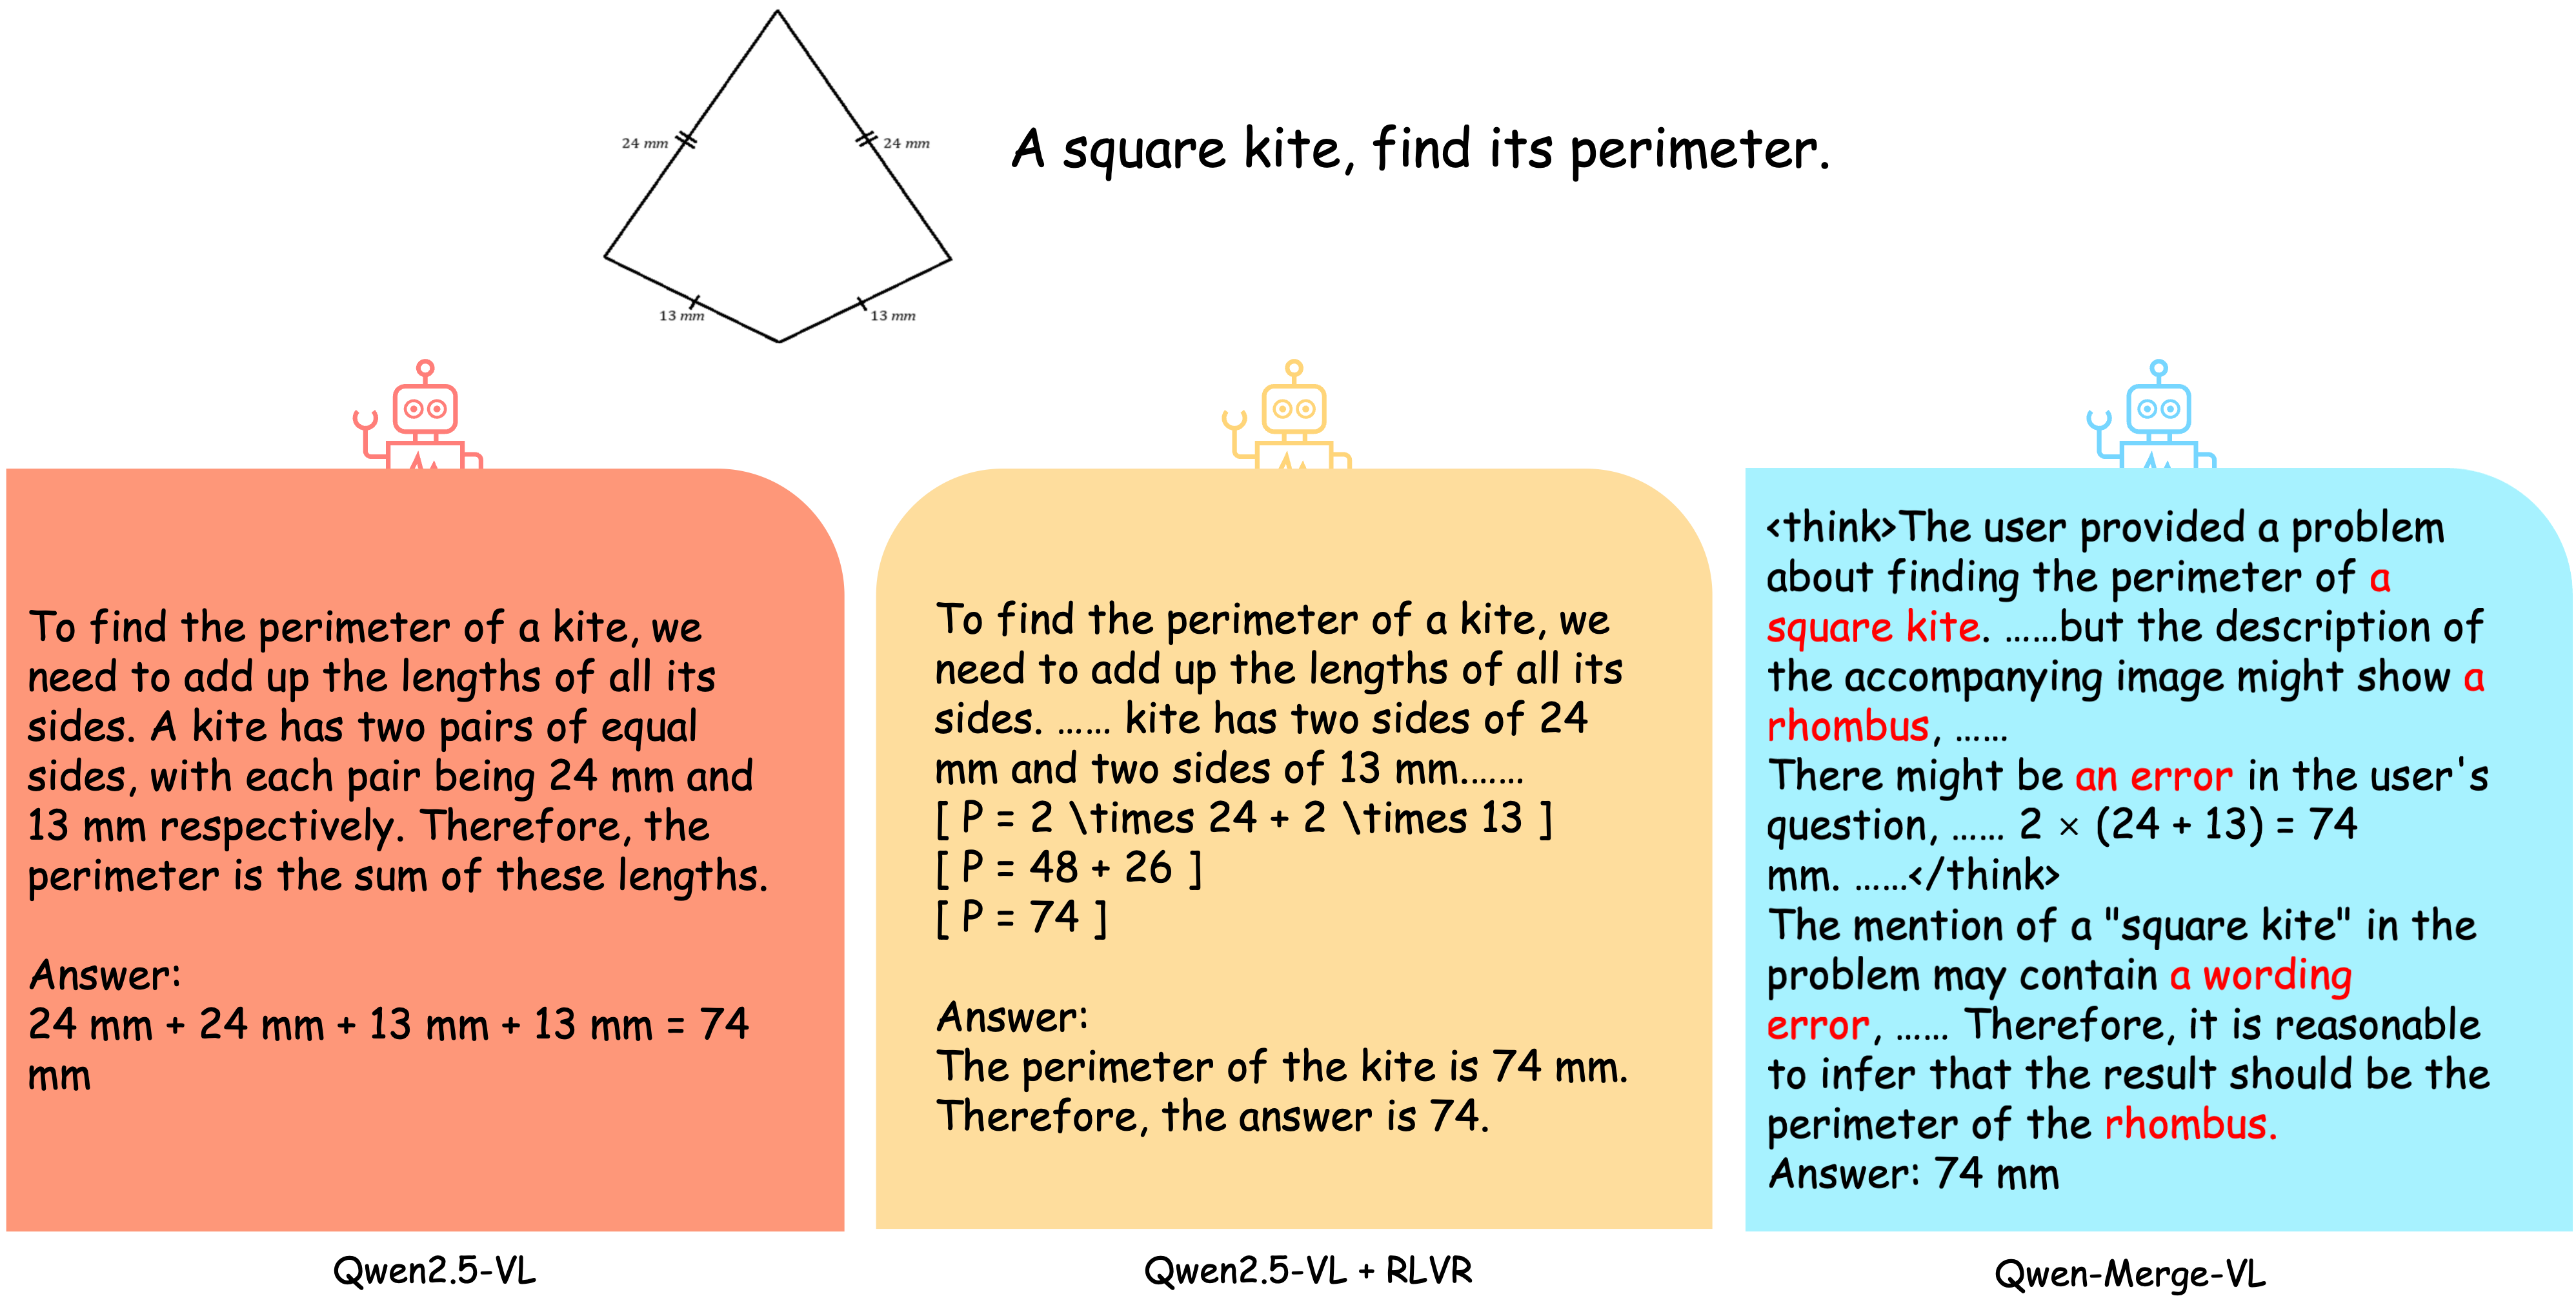 24 mm
24 mm
A square kite, find its perimeter.
13 mm
13 mm
To find the perimeter of a kite, we
need to add up the lengths of all its
sides. A kite has two pairs of equal
sides, with each pair being 24 mm and
13 mm respectively. Therefore, the
perimeter is the sum of these lengths.
Answer:
24 mm + 24 mm + 13 mm + 13 mm = 74
mm
Qwen2.5-VL
To find the perimeter of a kite, we
need to add up the lengths of all its
sides. ...... kite has two sides of 24
mm and two sides of 13 mm.......
[ P = 2 \times 24 + 2 \times 13 ]
[ P = 48 + 26 ]
[ P = 74 ]
Answer:
The perimeter of the kite is 74 mm.
Therefore, the answer is 74.
Qwen2.5-VL + RLVR
<think>The user provided a problem
about finding the perimeter of a
square kite. ......but the description of
the accompanying image might show a
rhombus, ......
There might be an error in the user's
question, ...... 2 × (24 + 13) = 74
mm. ......</think>
The mention of a "square kite" in the
problem may contain a wording
error, ...... Therefore, it is reasonable
to infer that the result should be the
perimeter of the rhombus.
Answer: 74 mm
Qwen-Merge-VL